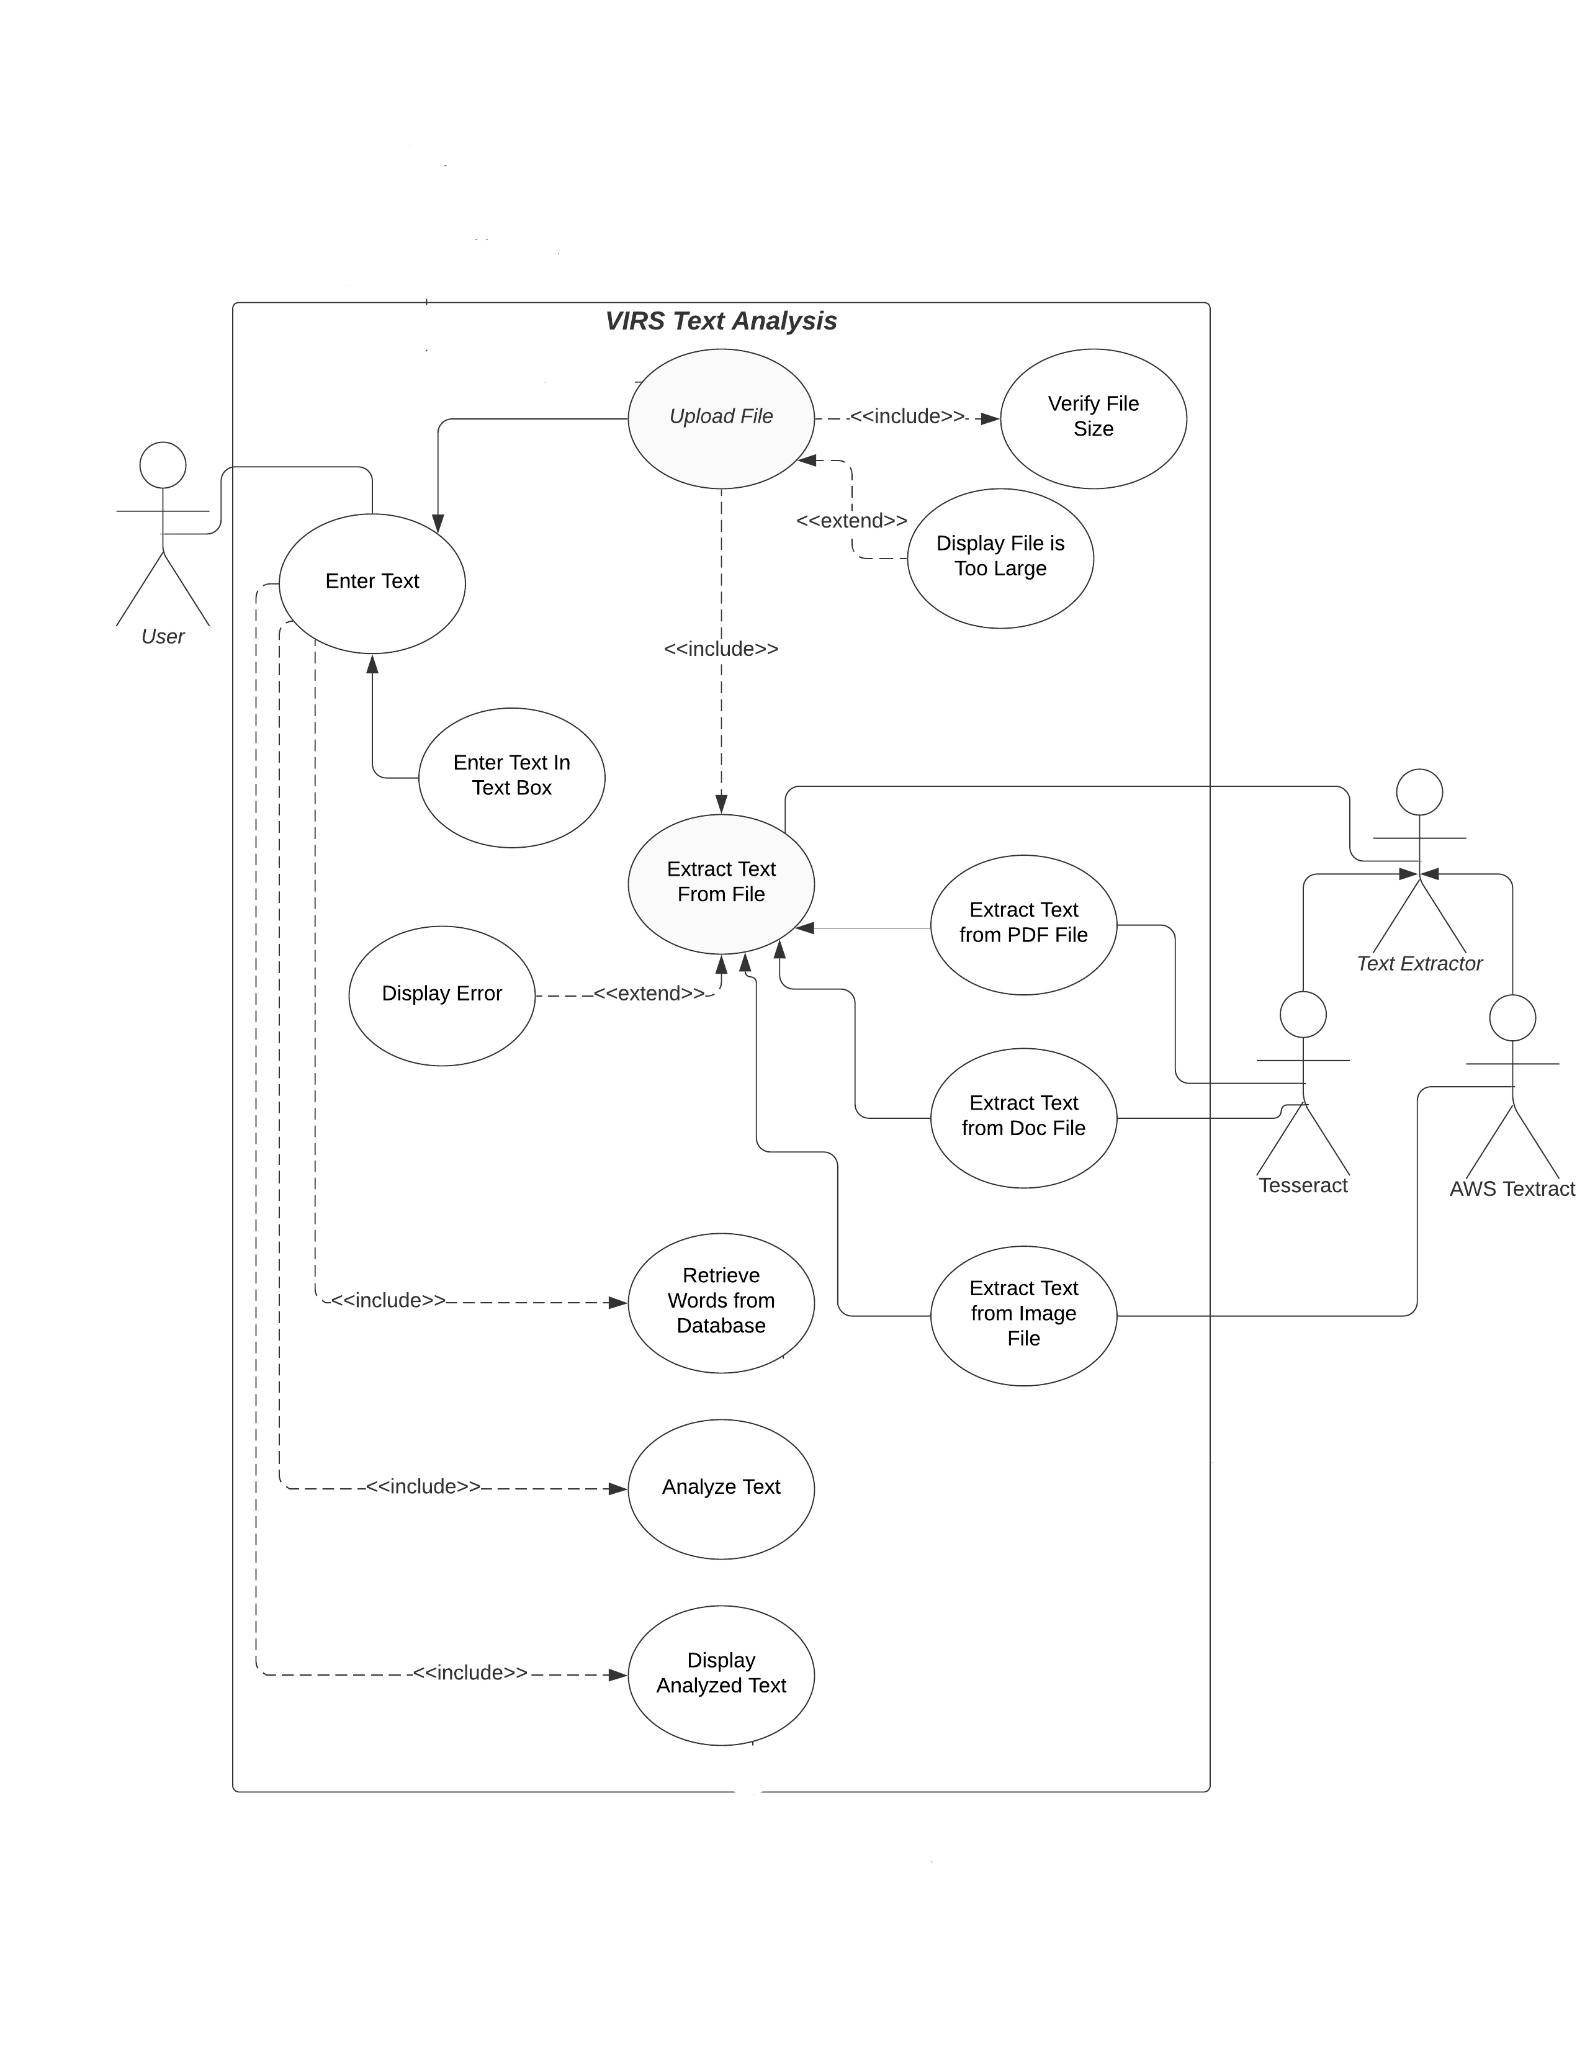 VIRS Text Analysis
Upload File
<<include>>
Verify File
Size
<<extend>>
Display File is
Too Large
User
Enter Text
<<include>>
Enter Text In
Text Box
Extract Text
From File
Extract Text
from PDF File
Text Extractor
Display Error
<<extend>>
Extract Text
from Doc File
Tesseract
AWS Textract
Retrieve
Words from
Database
<<include>>
Extract Text
from Image
File
<<include>>
Analyze Text
<<include>>
Display
Analyzed Text